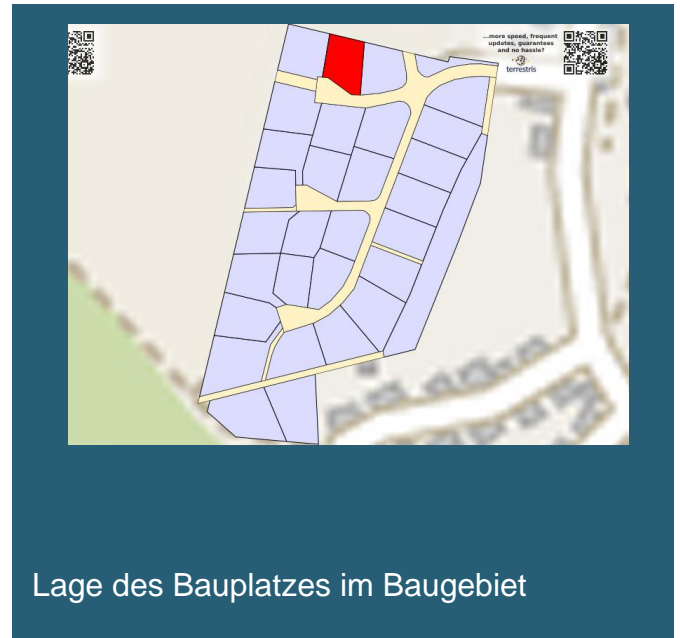 ...more speed, frequent
updates, guarantees
and no hassle?
terrestris
Lage des Bauplatzes im Baugebiet